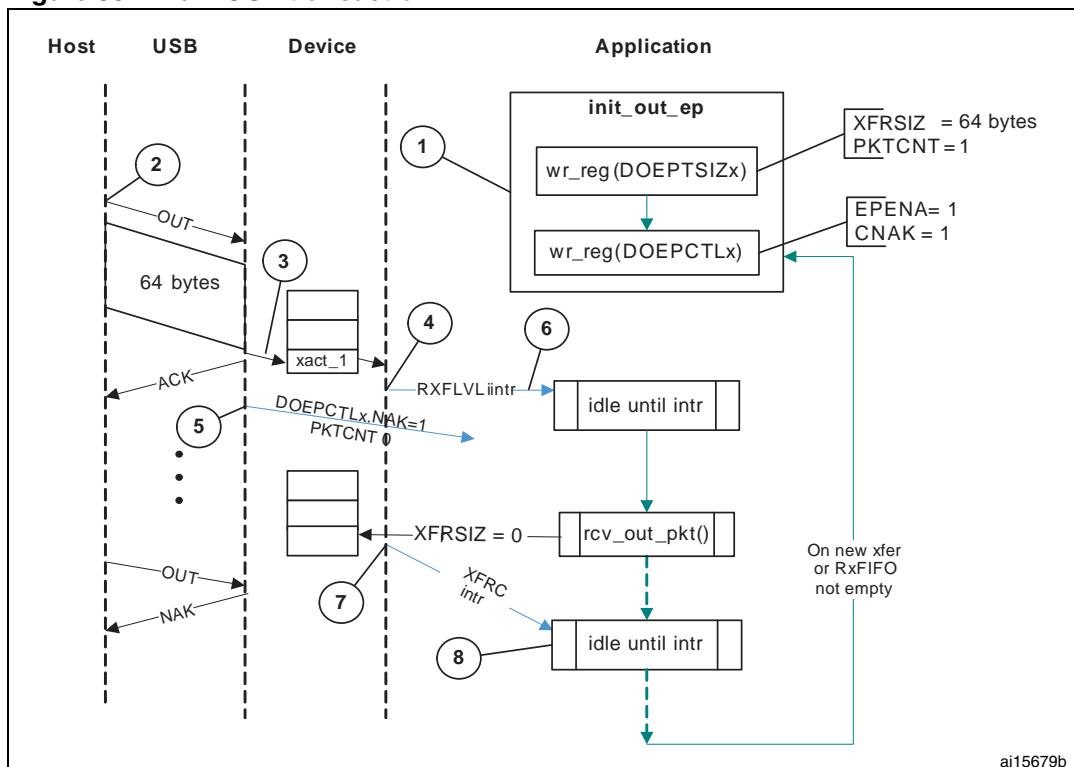 Host USB Device Application
init_out_ep
XFRSIZ = 64 bytes
PKTCNT = 1
1
wr_reg(DOEPTSIZx)
2
OUT
EPENA= 1
CNAK = 1
wr_reg(DOEPCTLx)
3
64 bytes
4
6
xact_1
ACK
RXFLVL iintr
idle until intr
DOEPCTLx,NAK=1
PKTCNT 0
5
XFRSIZ = 0
rcv_out_pkt()
On new xfer
or RxFIFO
not empty
OUT
XFRC
intr
7
NAK
idle until intr
8
ai15679b